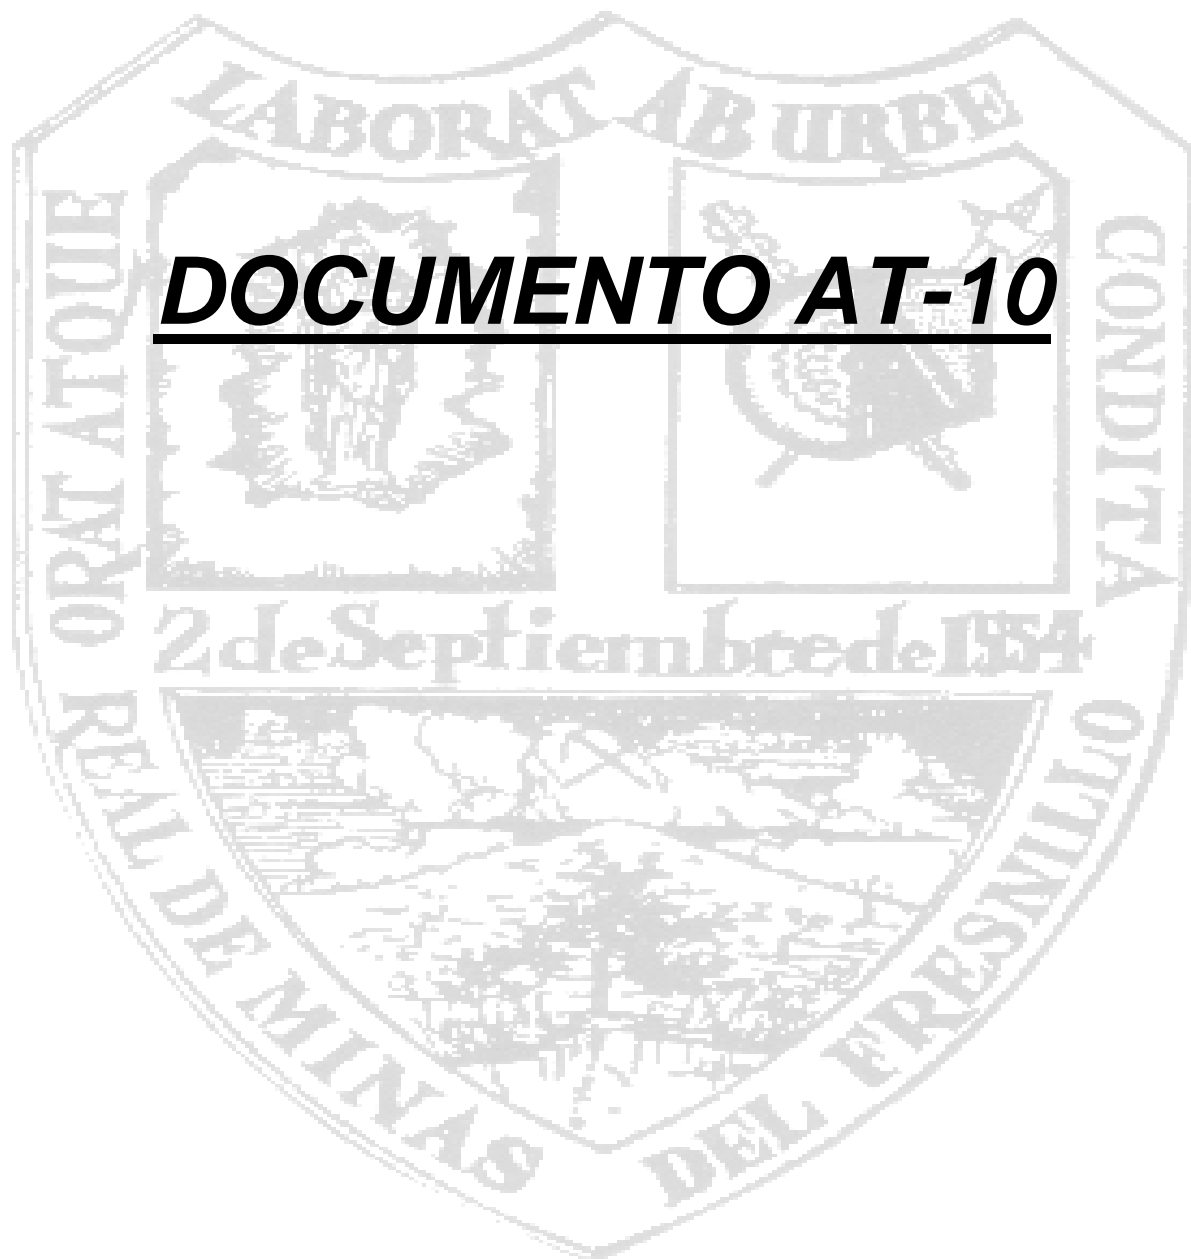 LABORAT AB URBE
CONDITA
ORAT ATQUE
DOCUMENTO AT-10
2 de Septiembre de 1554
REAL DE MINAS DEL FRESNILLO